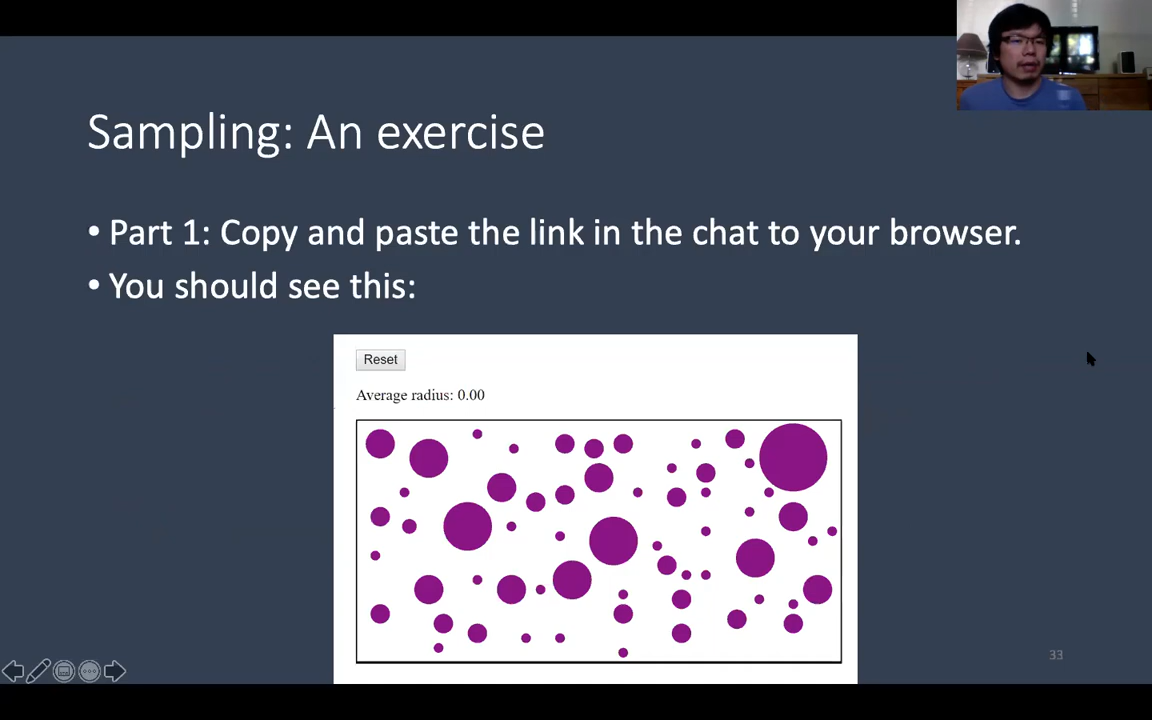 Sampling: An exercise
• Part 1: Copy and paste the link in the chat to your browser.
• You should see this:
Reset
Average radius: 0.00
33